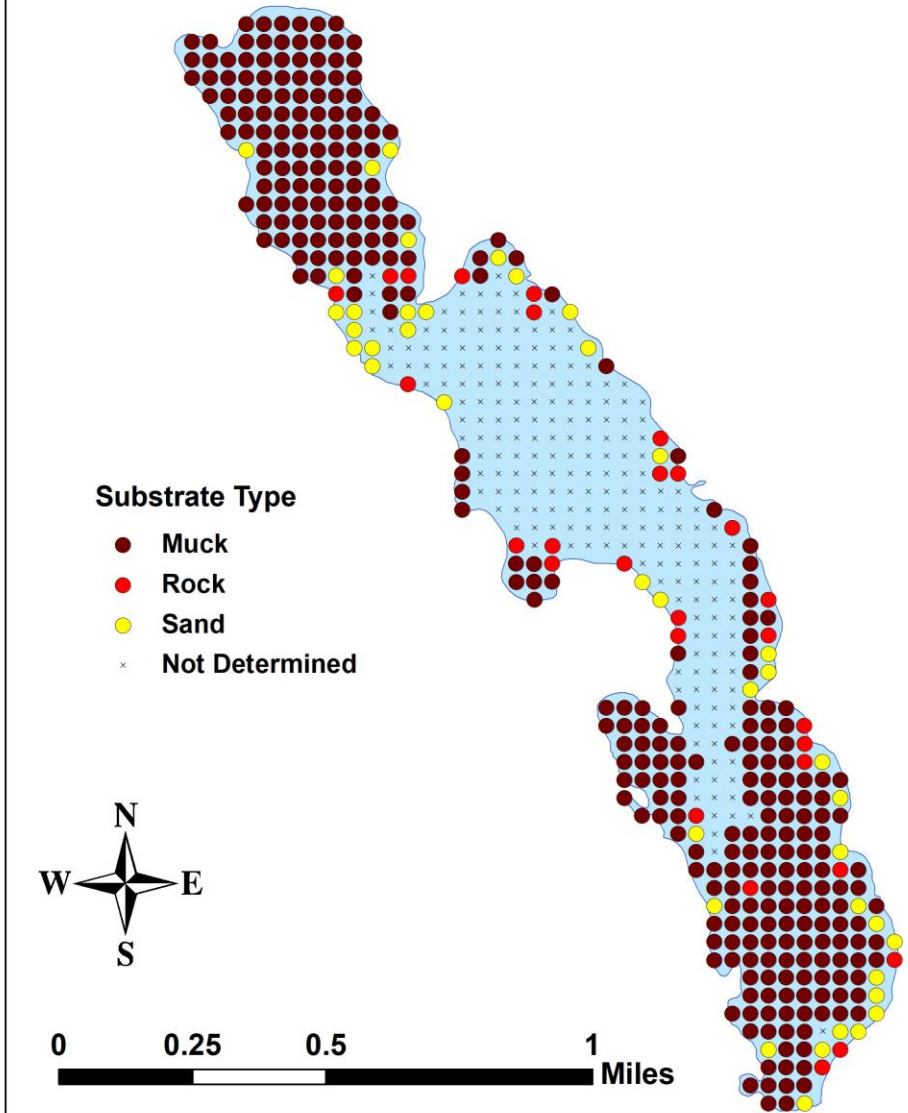 Substrate Type
Muck
Rock
Sand
Not Determined
N
W E
S
0 0.25 0.5 1
Miles